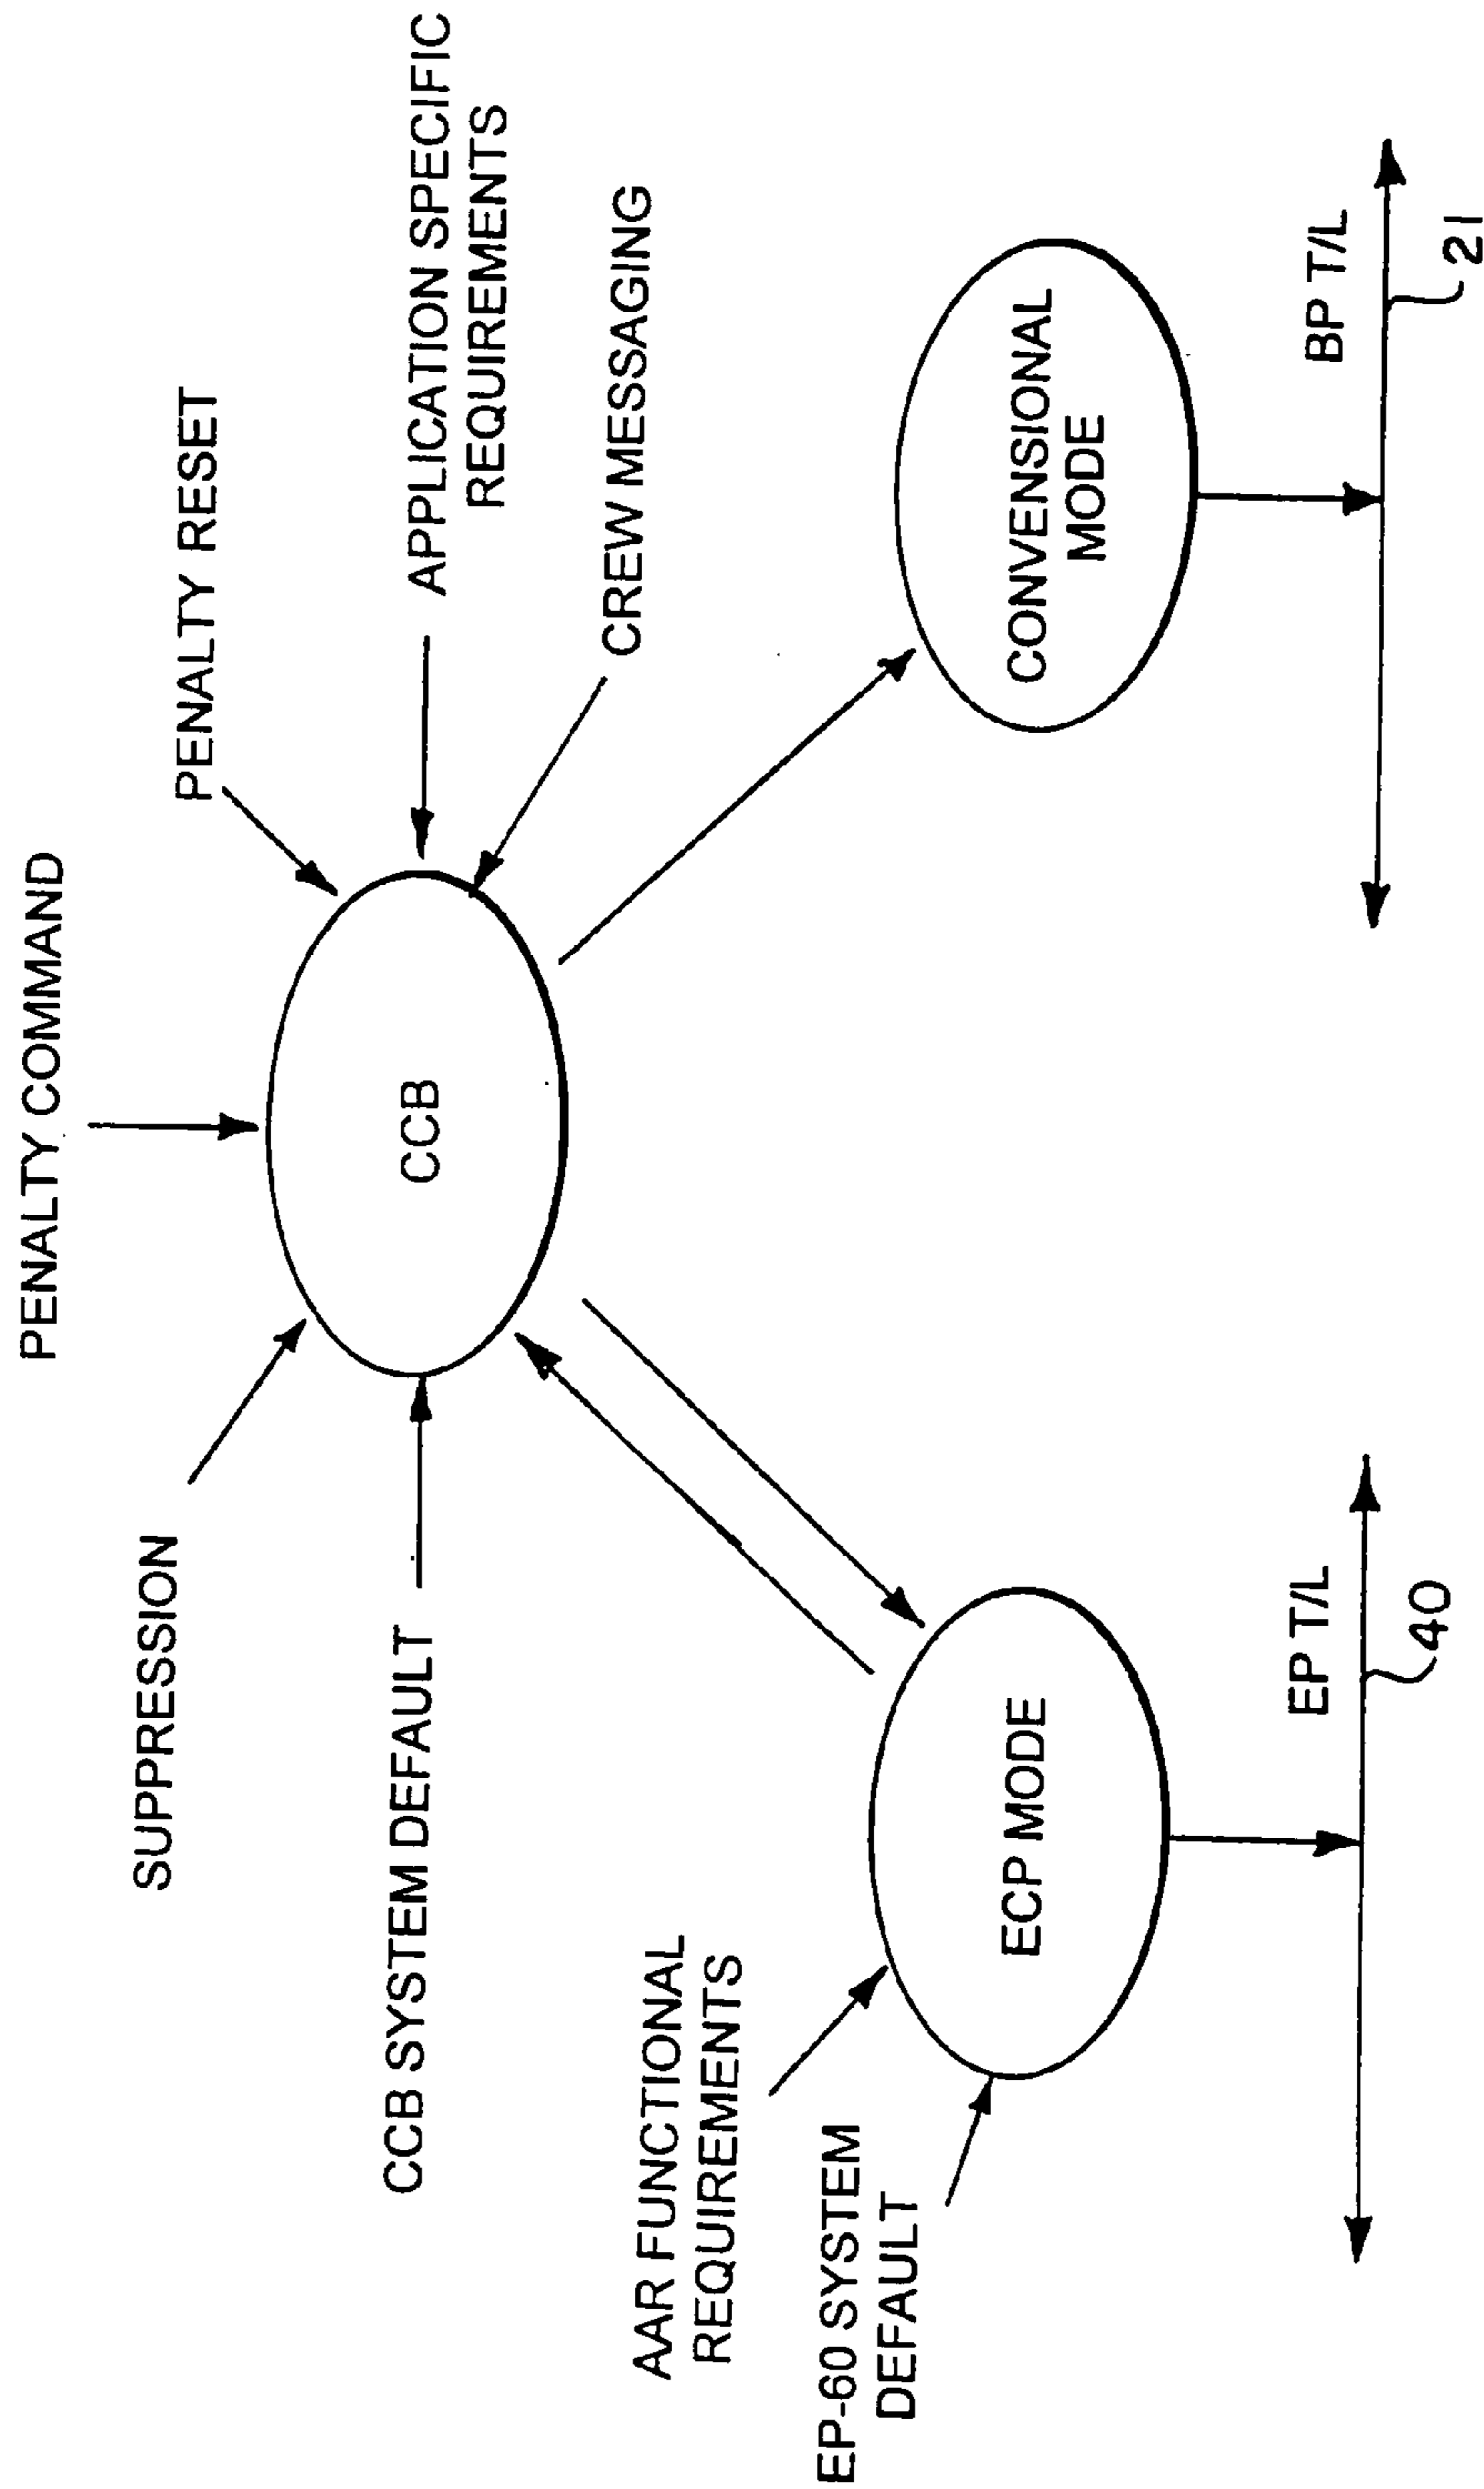 PENALTY COMMAND
SUPPRESSION
PENALTY RESET
CCB SYSTEM DEFAULT
CCB
APPLICATION SPECIFIC
REQUIREMENTS
CREW MESSAGING
AAR FUNCTIONAL
REQUIREMENTS
EP-60 SYSTEM
DEFAULT
ECP MODE
CONVENSIONAL
MODE
EP T/L
40
BP T/L
21